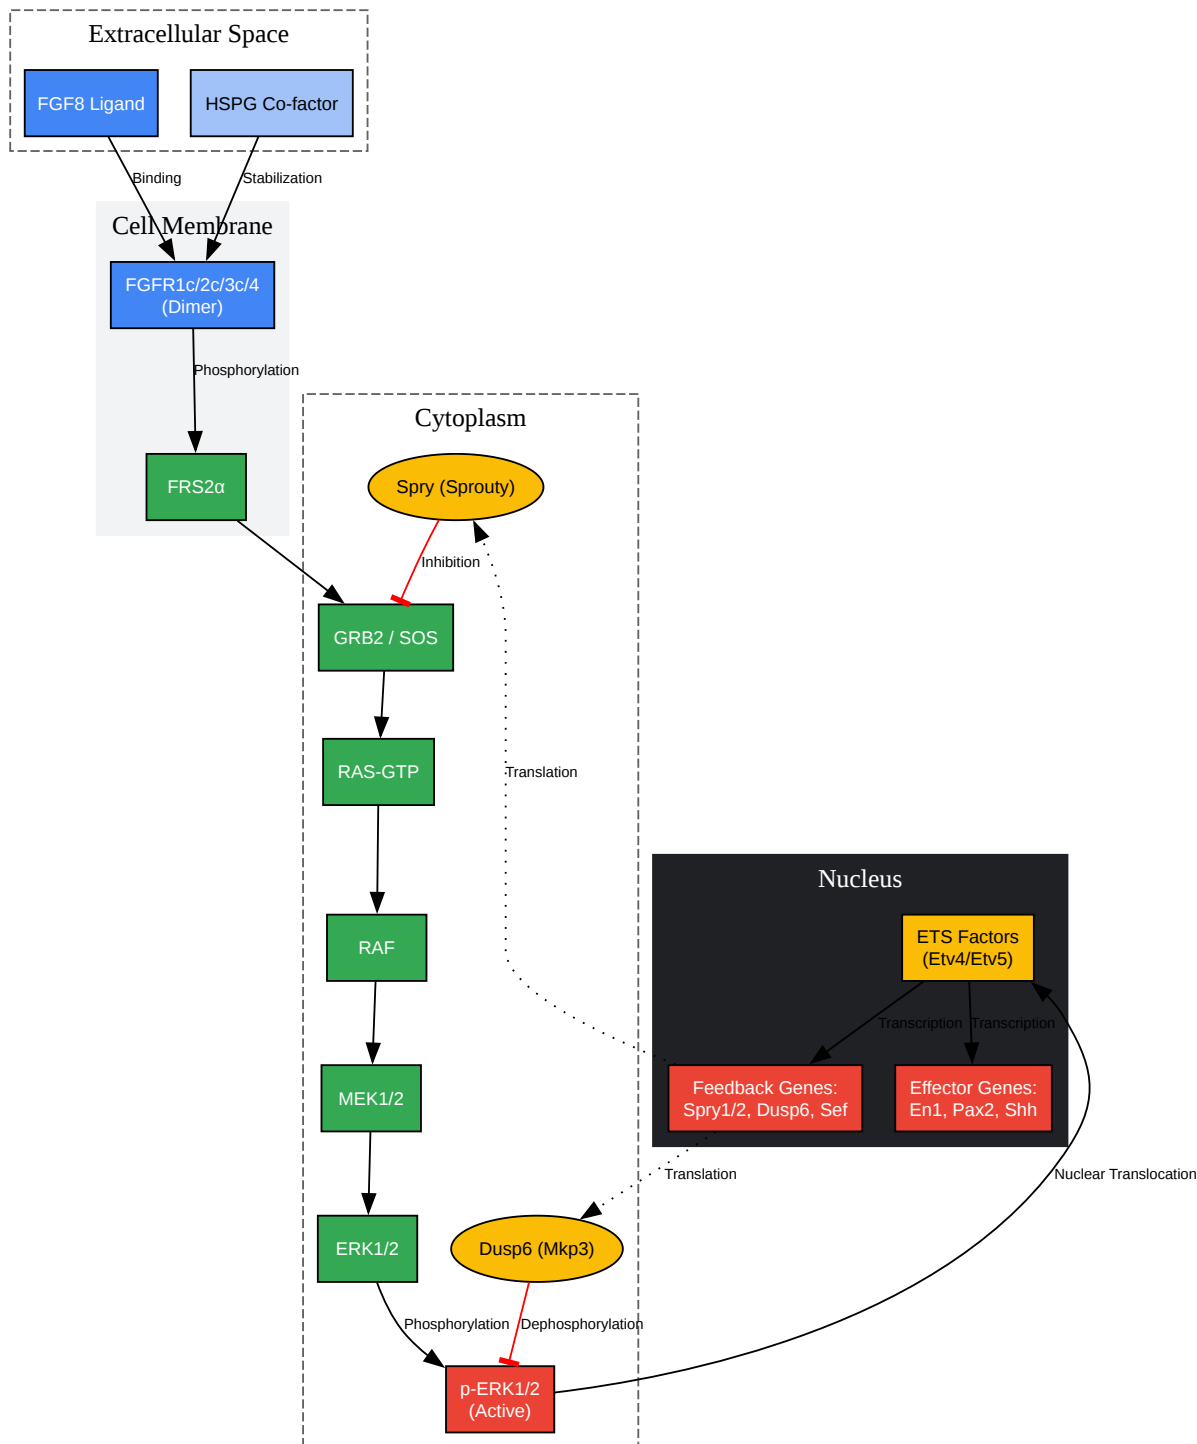 Extracellular Space
FGF8 Ligand
HSPG Co-factor
Binding
Stabilization
Cell Membrane
FGFR1c/2c/3c/4
(Dimer)
Phosphorylation
Cytoplasm
FRS2α
Spry (Sprouty)
Inhibition
GRB2 / SOS
RAS-GTP
Translation
Nucleus
RAF
ETS Factors
(Etv4/Etv5)
Transcription
Transcription
MEK1/2
Feedback Genes:
Spry1/2, Dusp6, Sef
Effector Genes:
En1, Pax2, Shh
Translation
Nuclear Translocation
ERK1/2
Dusp6 (Mkp3)
Phosphorylation
Dephosphorylation
p-ERK1/2
(Active)